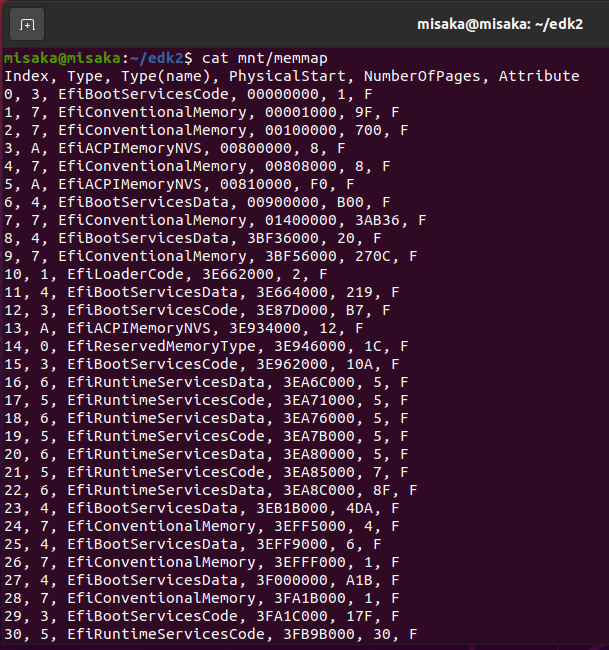 misaka@misaka: ~/edk2
misaka@misaka:~/edk2$ cat mnt/memmap
Index, Type, Type(name), PhysicalStart, NumberOfPages, Attribute
0, 3, EfiBootServicesCode, 00000000, 1, F
1, 7, EfiConventionalMemory, 00001000, 9F, F
2, 7, EfiConventionalMemory, 00100000, 700, F
3, A, EfiACPIMemoryNVS, 00800000, 8, F
4, 7, EfiConventionalMemory, 00808000, 8, F
5, A, EfiACPIMemoryNVS, 00810000, F0, F
6, 4, EfiBootServicesData, 00900000, B00, F
7, 7, EfiConventionalMemory, 01400000, 3AB36, F
8, 4, EfiBootServicesData, 3BF36000, 20, F
9, 7, EfiConventionalMemory, 3BF56000, 270C, F
10, 1, EfiLoaderCode, 3E662000, 2, F
11, 4, EfiBootServicesData, 3E664000, 219, F
12, 3, EfiBootServicesCode, 3E87D000, B7, F
13, A, EfiACPIMemoryNVS, 3E934000, 12, F
14, 0, EfiReservedMemoryType, 3E946000, 1C, F
15, 3, EfiBootServicesCode, 3E962000, 10A, F
16, 6, EfiRuntimeServicesData, 3EA6C000, 5, F
17, 5, EfiRuntimeServicesCode, 3EA71000, 5, F
18, 6, EfiRuntimeServicesData, 3EA76000, 5, F
19, 5, EfiRuntimeServicesCode, 3EA7B000, 5, F
20, 6, EfiRuntimeServicesData, 3EA80000, 5, F
21, 5, EfiRuntimeServicesCode, 3EA85000, 7, F
22, 6, EfiRuntimeServicesData, 3EA8C000, 8F, F
23, 4, EfiBootServicesData, 3EB1B000, 4DA, F
24, 7, EfiConventionalMemory, 3EFF5000, 4, F
25, 4, EfiBootServicesData, 3EFF9000, 6, F
26, 7, EfiConventionalMemory, 3EFFF000, 1, F
27, 4, EfiBootServicesData, 3F000000, A1B, F
28, 7, EfiConventionalMemory, 3FA1B000, 1, F
29, 3, EfiBootServicesCode, 3FA1C000, 17F, F
30, 5, EfiRuntimeServicesCode, 3FB9B000, 30, F